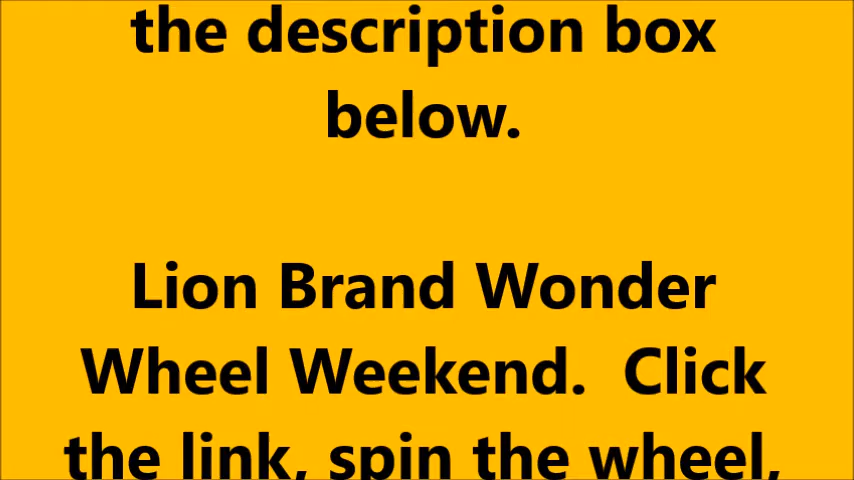 the description box
below.
Lion Brand Wonder
Wheel Weekend.  Click
the link, spin the wheel,